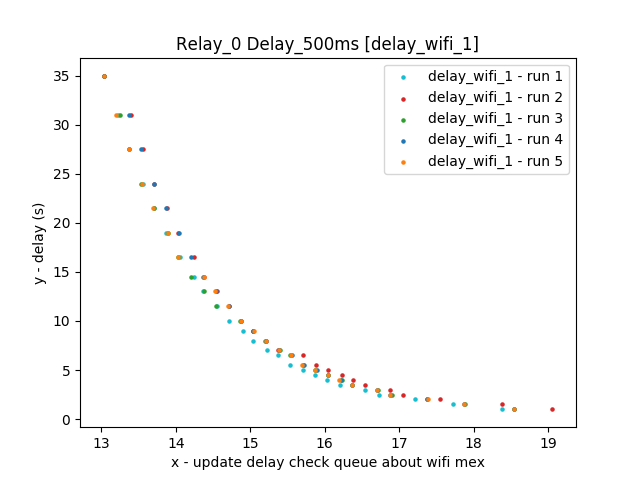 Relay_0 Delay_500ms [delay_wifi_1]
35
30
25
20
15
10
5
0
y - delay (s)
delay_wifi_1 - run 1
delay_wifi_1 - run 2
delay_wifi_1 - run 3
delay_wifi_1 - run 4
delay_wifi_1 - run 5
13 14 15 16 17 18 19
x - update delay check queue about wifi mex